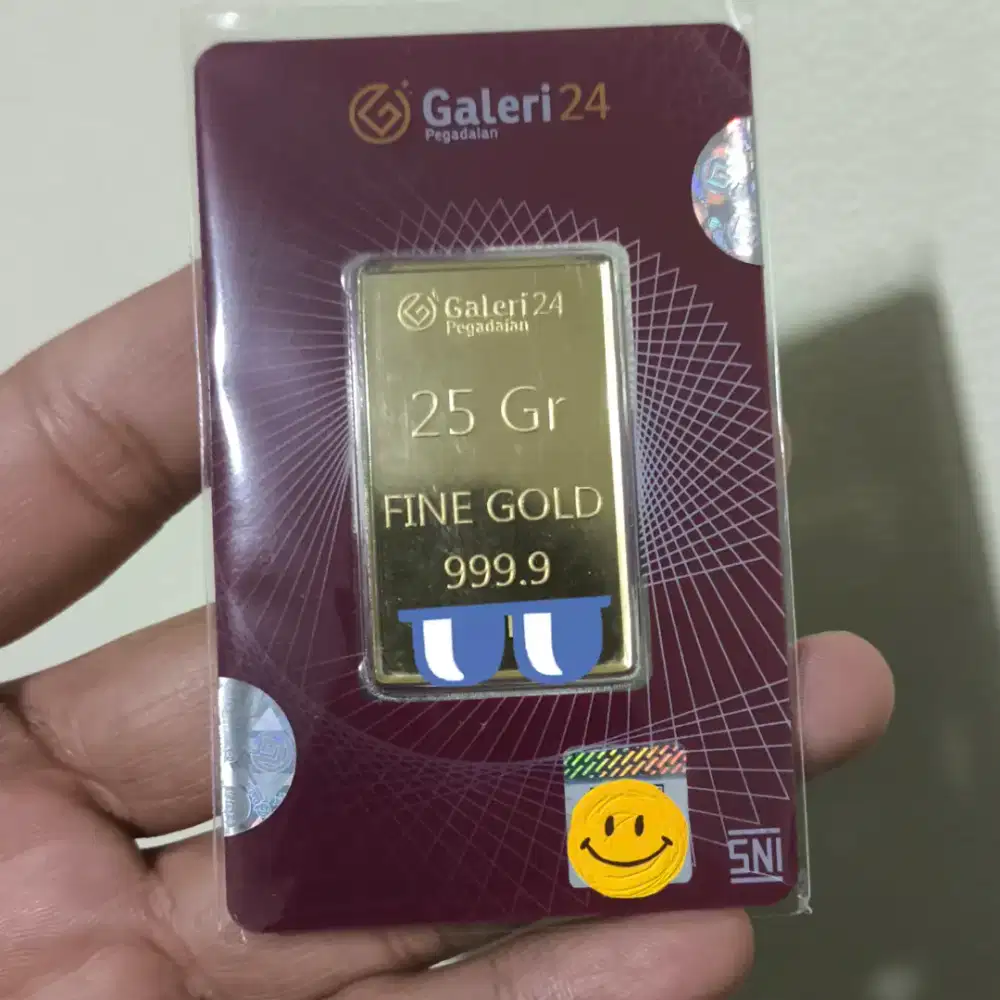 Galeri 24
Pegadaian
Galeri 24
Pegadaian
25 Gr
FINE GOLD
999.9
SNI